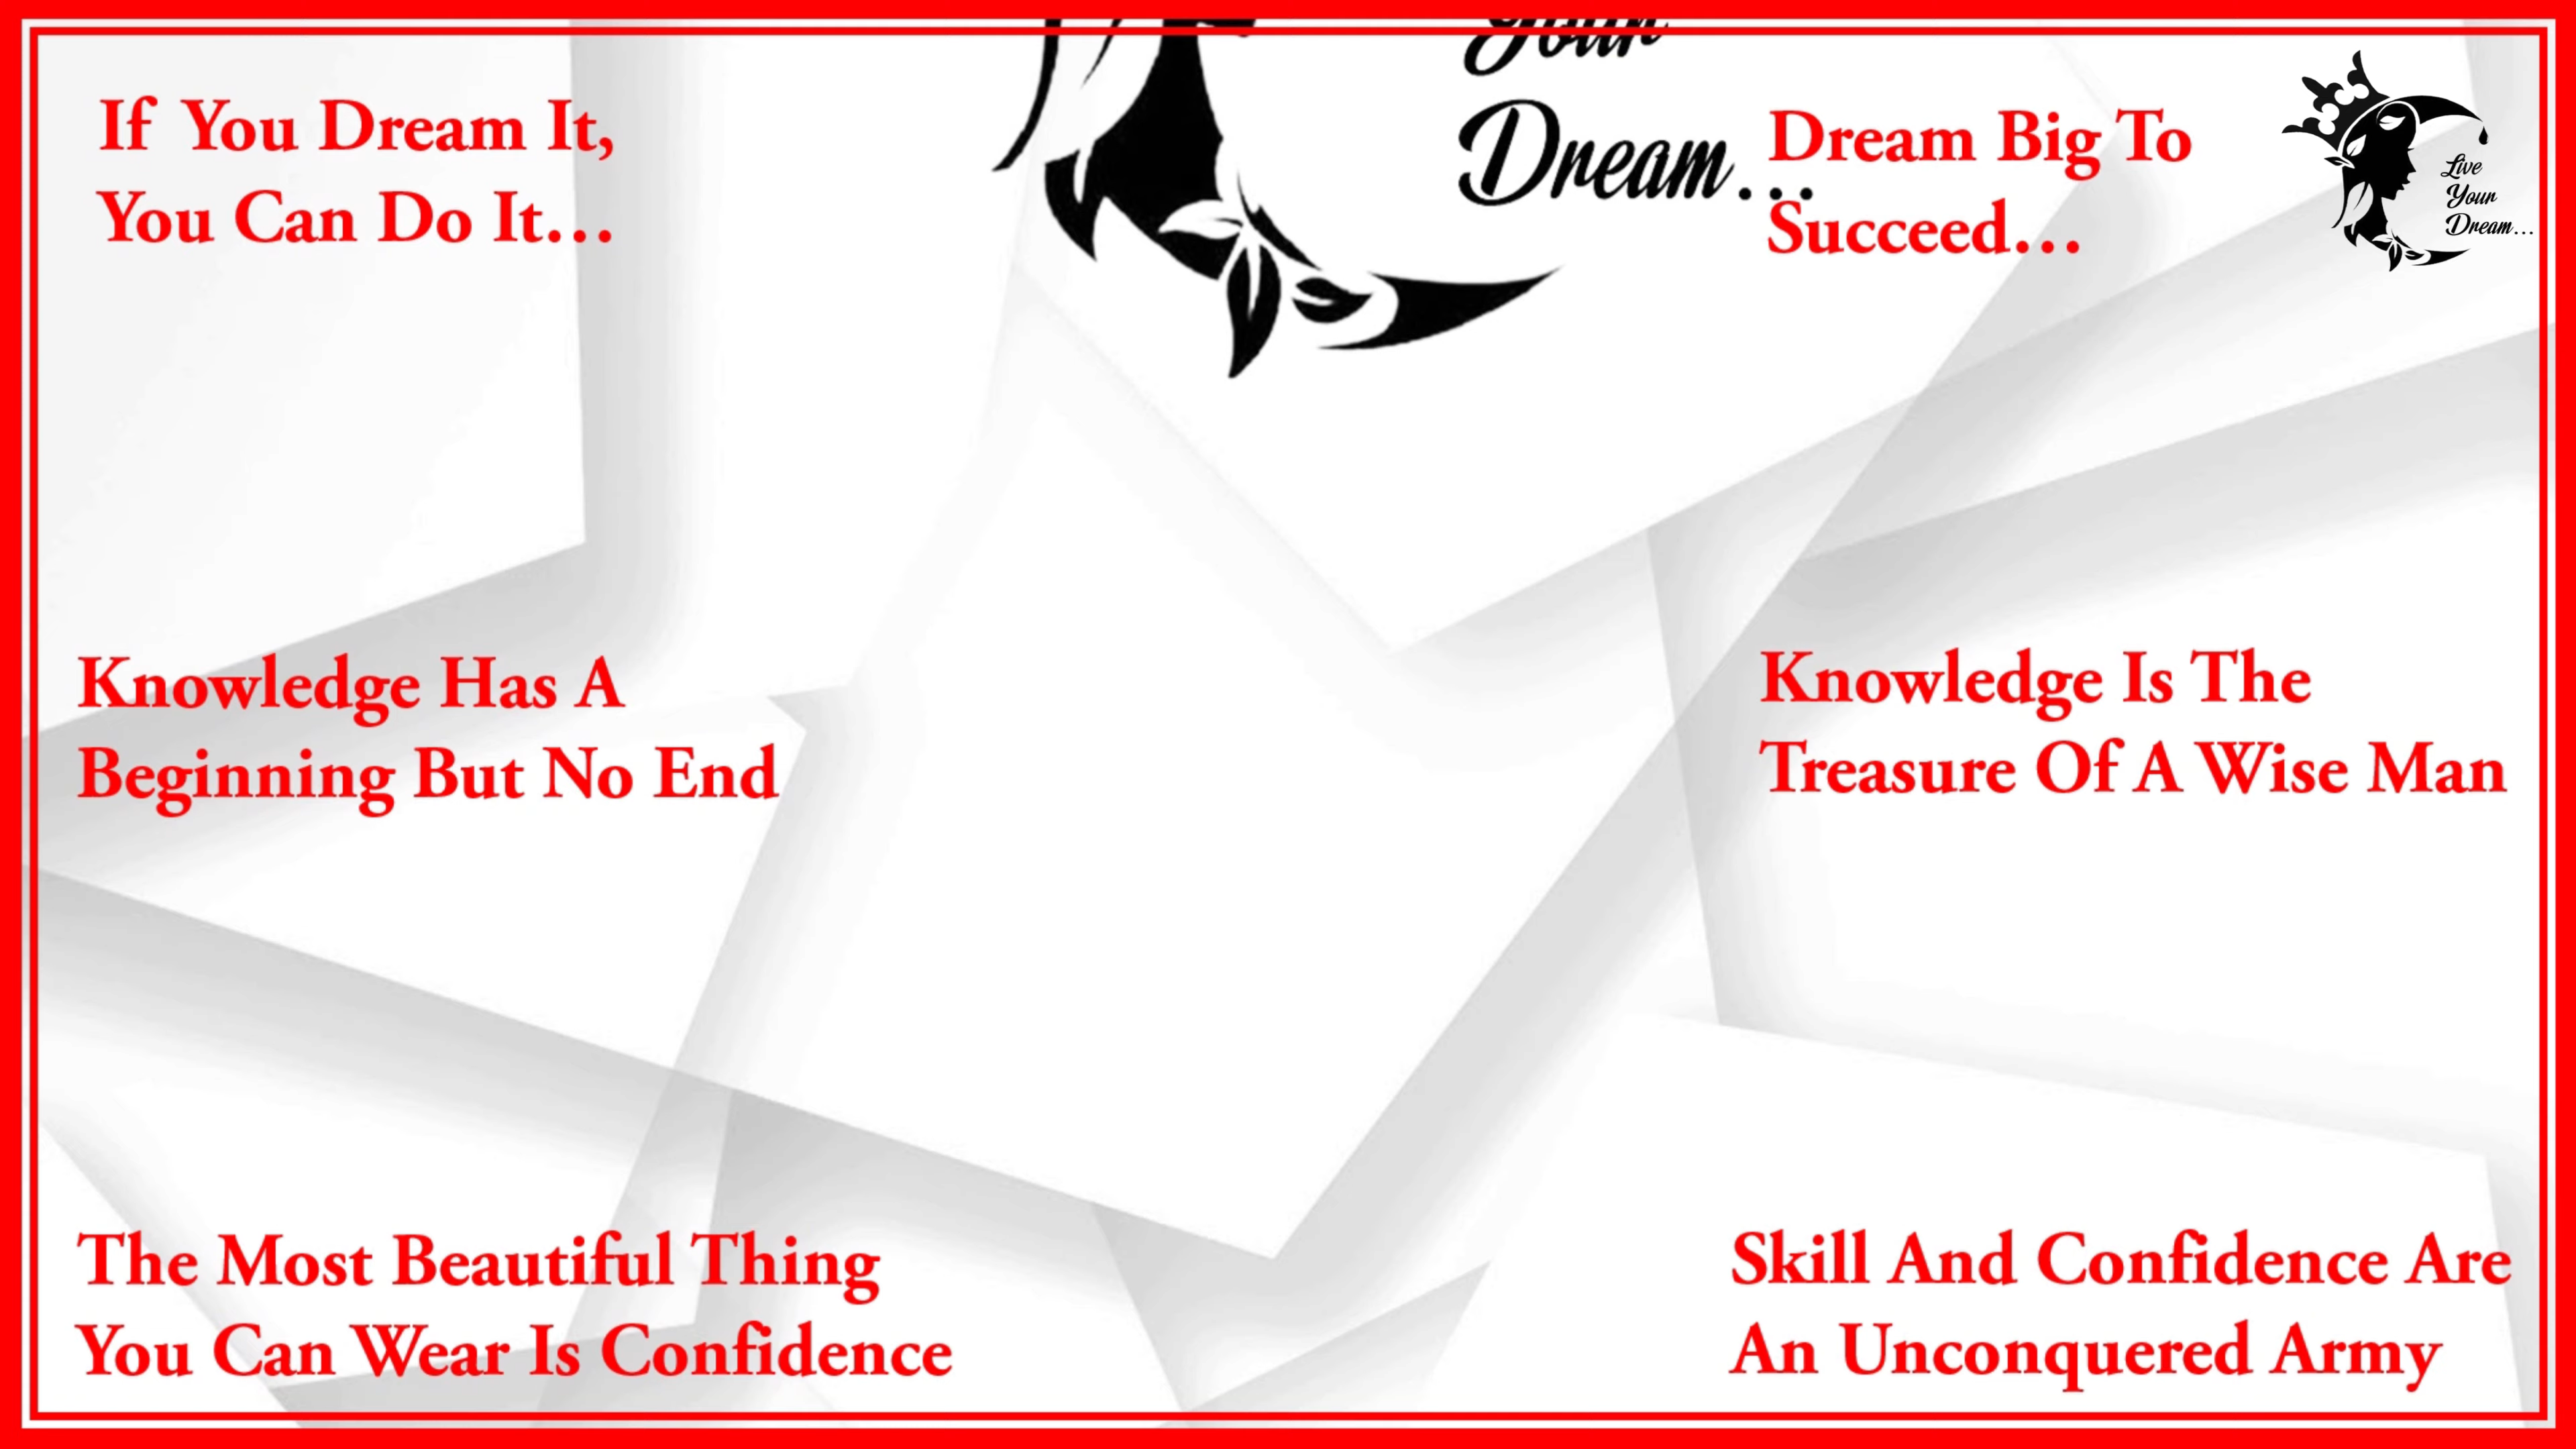 If You Dream It,
You Can Do It...
Your
Dream...
Dream Big To
Succeed...
Live
Your
Dream...
Knowledge Has A
Beginning But No End
Knowledge Is The
Treasure Of A Wise Man
The Most Beautiful Thing
You Can Wear Is Confidence
Skill And Confidence Are
An Unconquered Army